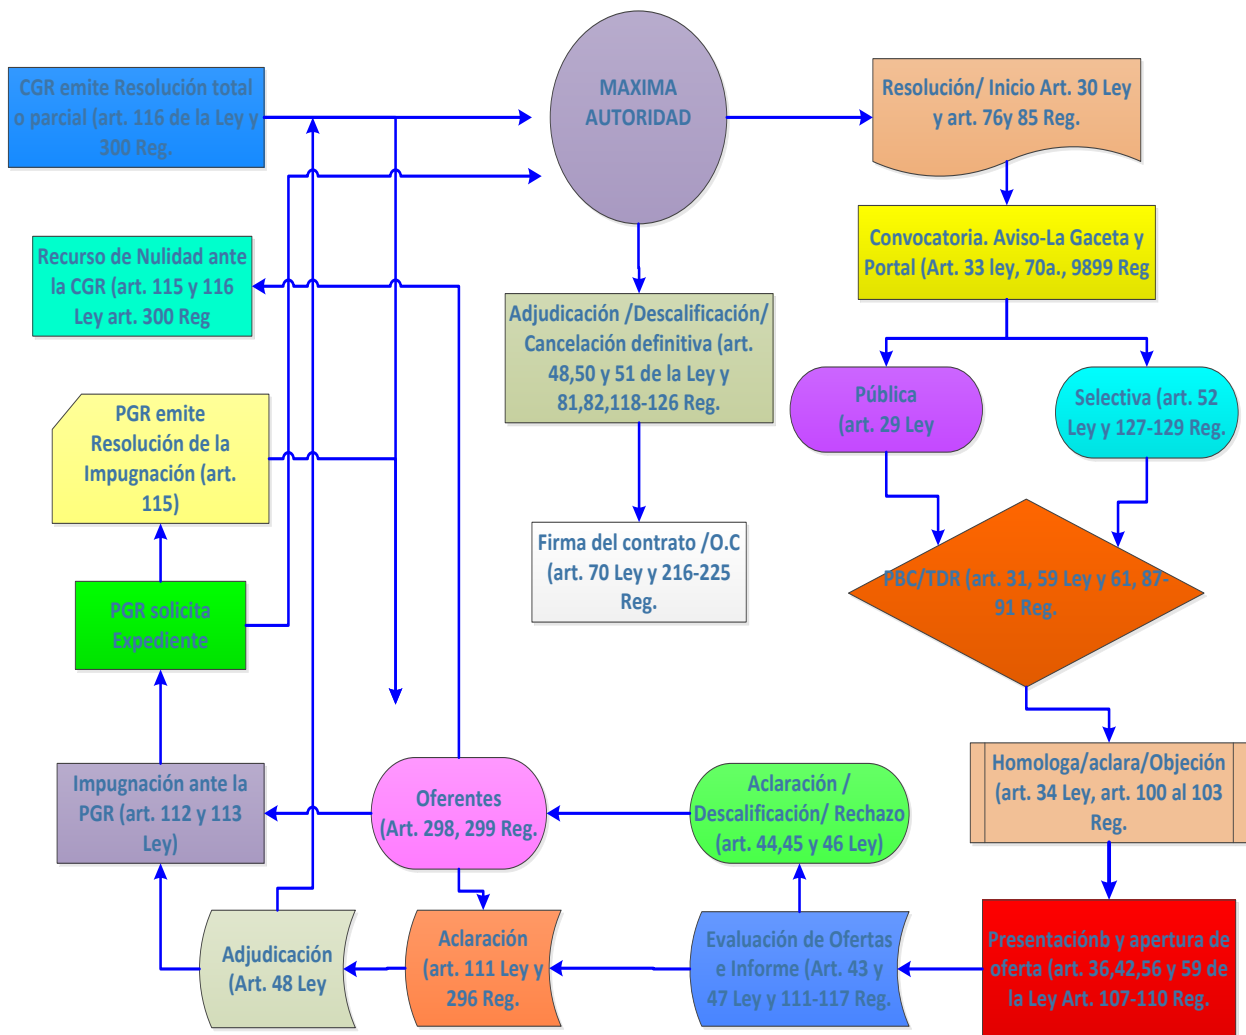 CGR emite Resolución total
o parcial (art. 116 de la Ley y
300 Reg.
MAXIMA
AUTORIDAD
Resolución/ Inicio Art. 30 Ley
y art. 76y 85 Reg.
Convocatoria. Aviso-La Gaceta y
Portal (Art. 33 ley, 70a., 9899 Reg
Recurso de Nulidad ante
la CGR (art. 115 y 116
Ley art. 300 Reg
Adjudicación /Descalificación/
Cancelación definitiva (art.
48,50 y 51 de la Ley y
81,82,118-126 Reg.
Pública
(art. 29 Ley
Selectiva (art. 52
Ley y 127-129 Reg.
PGR emite
Resolución de la
Impugnación (art.
115)
Firma del contrato /O.C
(art. 70 Ley y 216-225
Reg.
PBC/TDR (art. 31, 59 Ley y 61, 87-
91 Reg.
PGR solicita
Expediente
Impugnación ante la
PGR (art. 112 y 113
Ley)
Oferentes
(Art. 298, 299 Reg.
Aclaración /
Descalificación/ Rechazo
(art. 44,45 y 46 Ley)
Homologa/aclara/Objeción
(art. 34 Ley, art. 100 al 103
Reg.
Adjudicación
(Art. 48 Ley
Aclaración
(art. 111 Ley y
296 Reg.
Evaluación de Ofertas
e Informe (Art. 43 y
47 Ley y 111-117 Reg.
Presentaciónb y apertura de
oferta (art. 36,42,56 y 59 de
la Ley Art. 107-110 Reg.